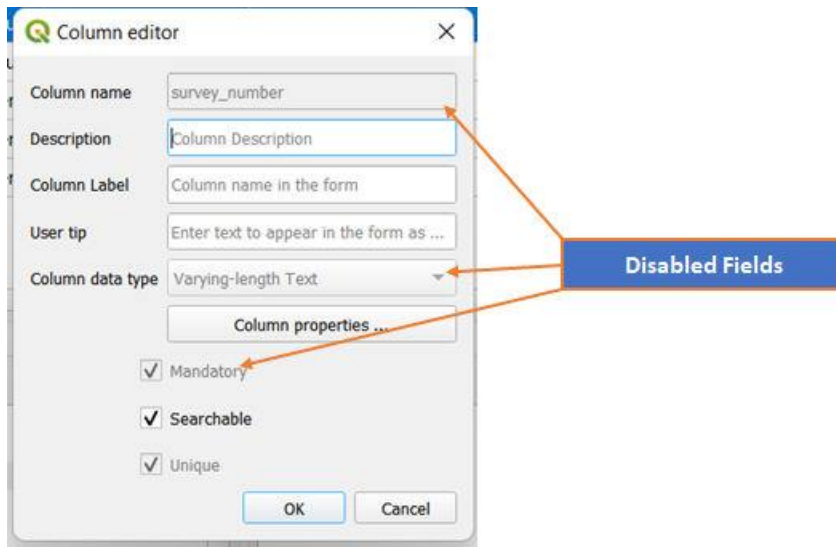 Column editor
Column name survey_number
Description Column Description
Column Label Column name in the form
User tip Enter text to appear in the form as ...
Column data type Varying-length Text
Column properties ...
Mandatory
Searchable
Unique
OK Cancel
Disabled Fields